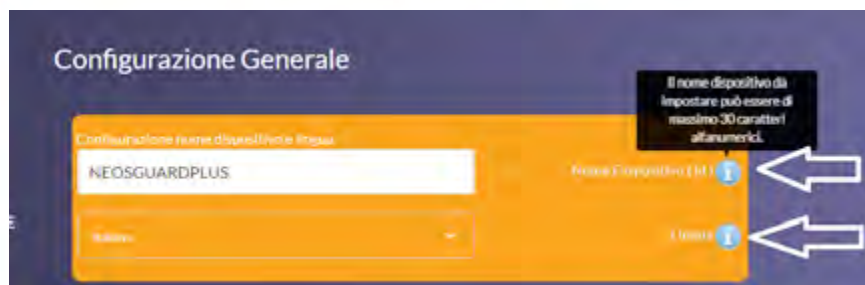 Configurazione Generale
Il nome dispositivo da
impostare può essere di
massimo 30 caratteri
alfanumerici.
Configurazione nome dispositivo e lingua
NEOSGUARDPLUS
Nome Dispositivo
Italiano
Lingua
E